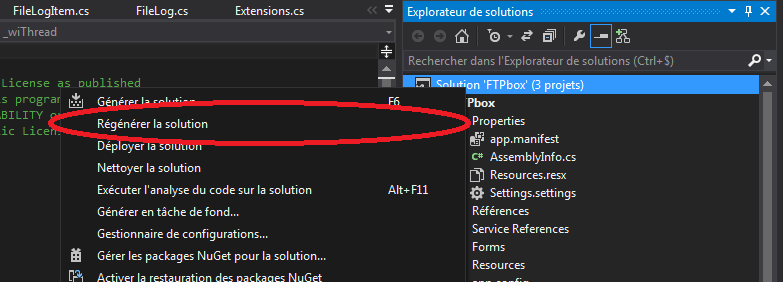 FileLogItem.cs FileLog.cs Extensions.cs
_wiThread
License as published
s progra
ABILITY o
ic Licen
Générer la solution F6
Régénérer la solution
Déployer la solution
Nettoyer la solution
Exécuter l'analyse du code sur la solution Alt+F11
Générer en tâche de fond...
Gestionnaire de configurations...
Gérer les packages NuGet pour la solution...
Activer la restauration des packages NuGet
Explorateur de solutions
Rechercher dans l'Explorateur de solutions (Ctrl+$)
Solution 'FTPbox' (3 projets)
Pbox
Properties
app.manifest
C# AssemblyInfo.cs
Resources.resx
Settings.settings
Références
Service References
Forms
Resources
app.config